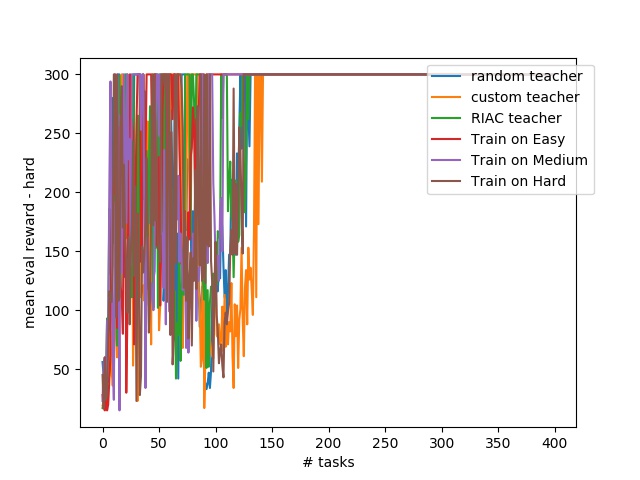 mean eval reward - hard
300
250
200
150
100
50
0 50 100 150 200 250 300 350 400
# tasks
random teacher
custom teacher
RIAC teacher
Train on Easy
Train on Medium
Train on Hard